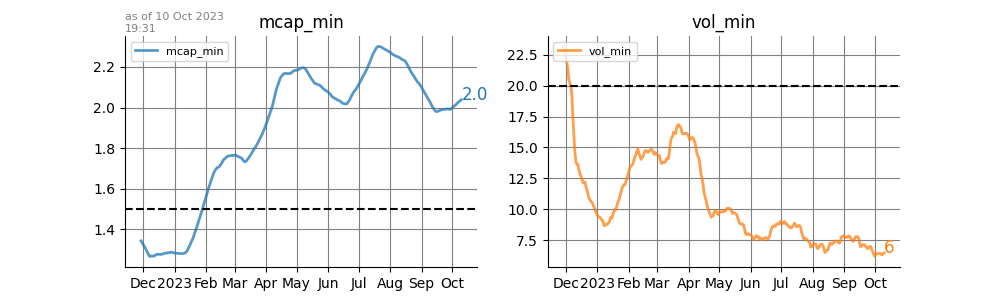 as of 10 Oct 2023
19:31
mcap_min
mcap_min
2.2
2.0
1.8
1.6
1.4
2.0
Dec 2023 Feb Mar Apr May Jun Jul Aug Sep Oct
vol_min
vol_min
22.5
20.0
17.5
15.0
12.5
10.0
7.5
6
Dec 2023 Feb Mar Apr May Jun Jul Aug Sep Oct